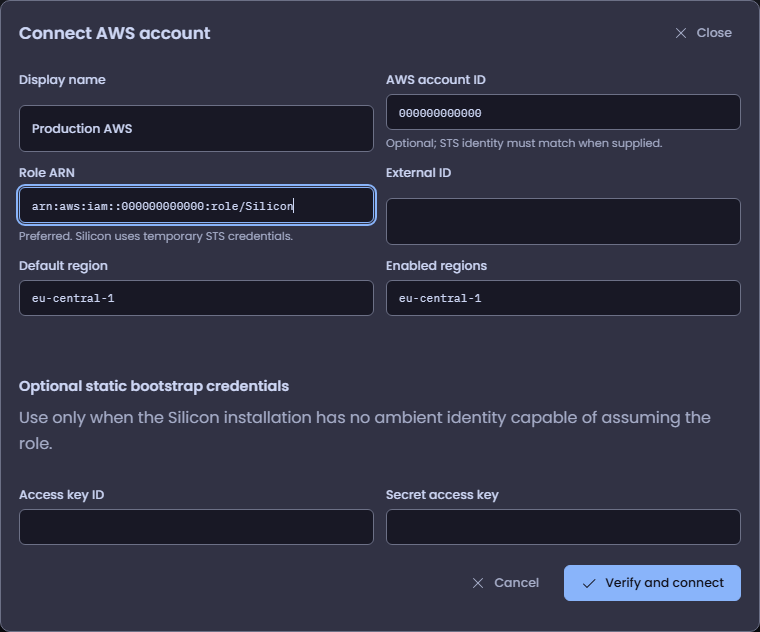 Connect AWS account
Close
Display name
AWS account ID
Production AWS
000000000000
Optional; STS identity must match when supplied.
Role ARN
External ID
arn:aws:iam::000000000000:role/Silicon
Preferred. Silicon uses temporary STS credentials.
Default region
Enabled regions
eu-central-1
eu-central-1
Optional static bootstrap credentials
Use only when the Silicon installation has no ambient identity capable of assuming the
role.
Access key ID
Secret access key
Cancel
Verify and connect